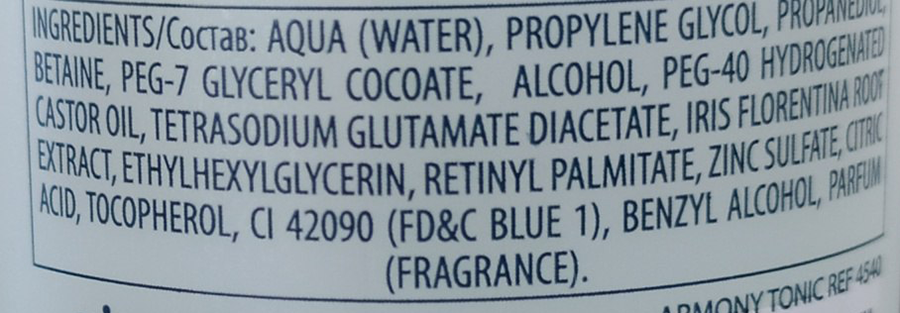 INGREDIENTS/Состав: AQUA (WATER), PROPYLENE GLYCOL, PROPANEDIOL,
BETAINE, PEG-7 GLYCERYL COCOATE, ALCOHOL, PEG-40 HYDROGENATED
CASTOR OIL, TETRASODIUM GLUTAMATE DIACETATE, IRIS FLORENTINA ROOT
EXTRACT, ETHYLHEXYLGLYCERIN, RETINYL PALMITATE, ZINC SULFATE, CITRIC
ACID, TOCOPHEROL, CI 42090 (FD&C BLUE 1), BENZYL ALCOHOL, PARFUM
(FRAGRANCE).
ARMONY TONIC REF 4540